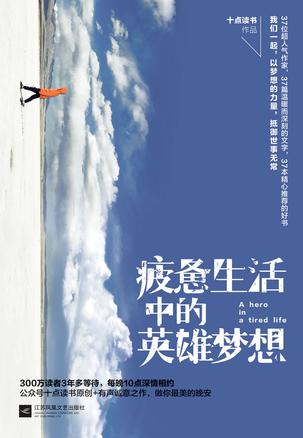 十点读书
作品
37位超人气作家，37篇温暖而深刻的文字，37本精心推荐的好书
我们一起，以梦想的力量，抵御世事无常
疲惫生活
中的
英雄梦想
A hero
in
a tired life
300万读者3年多等待，每晚10点深情相约
公众号十点读书原创+有声诚意之作，做你最美的晚安
江苏凤凰文艺出版社